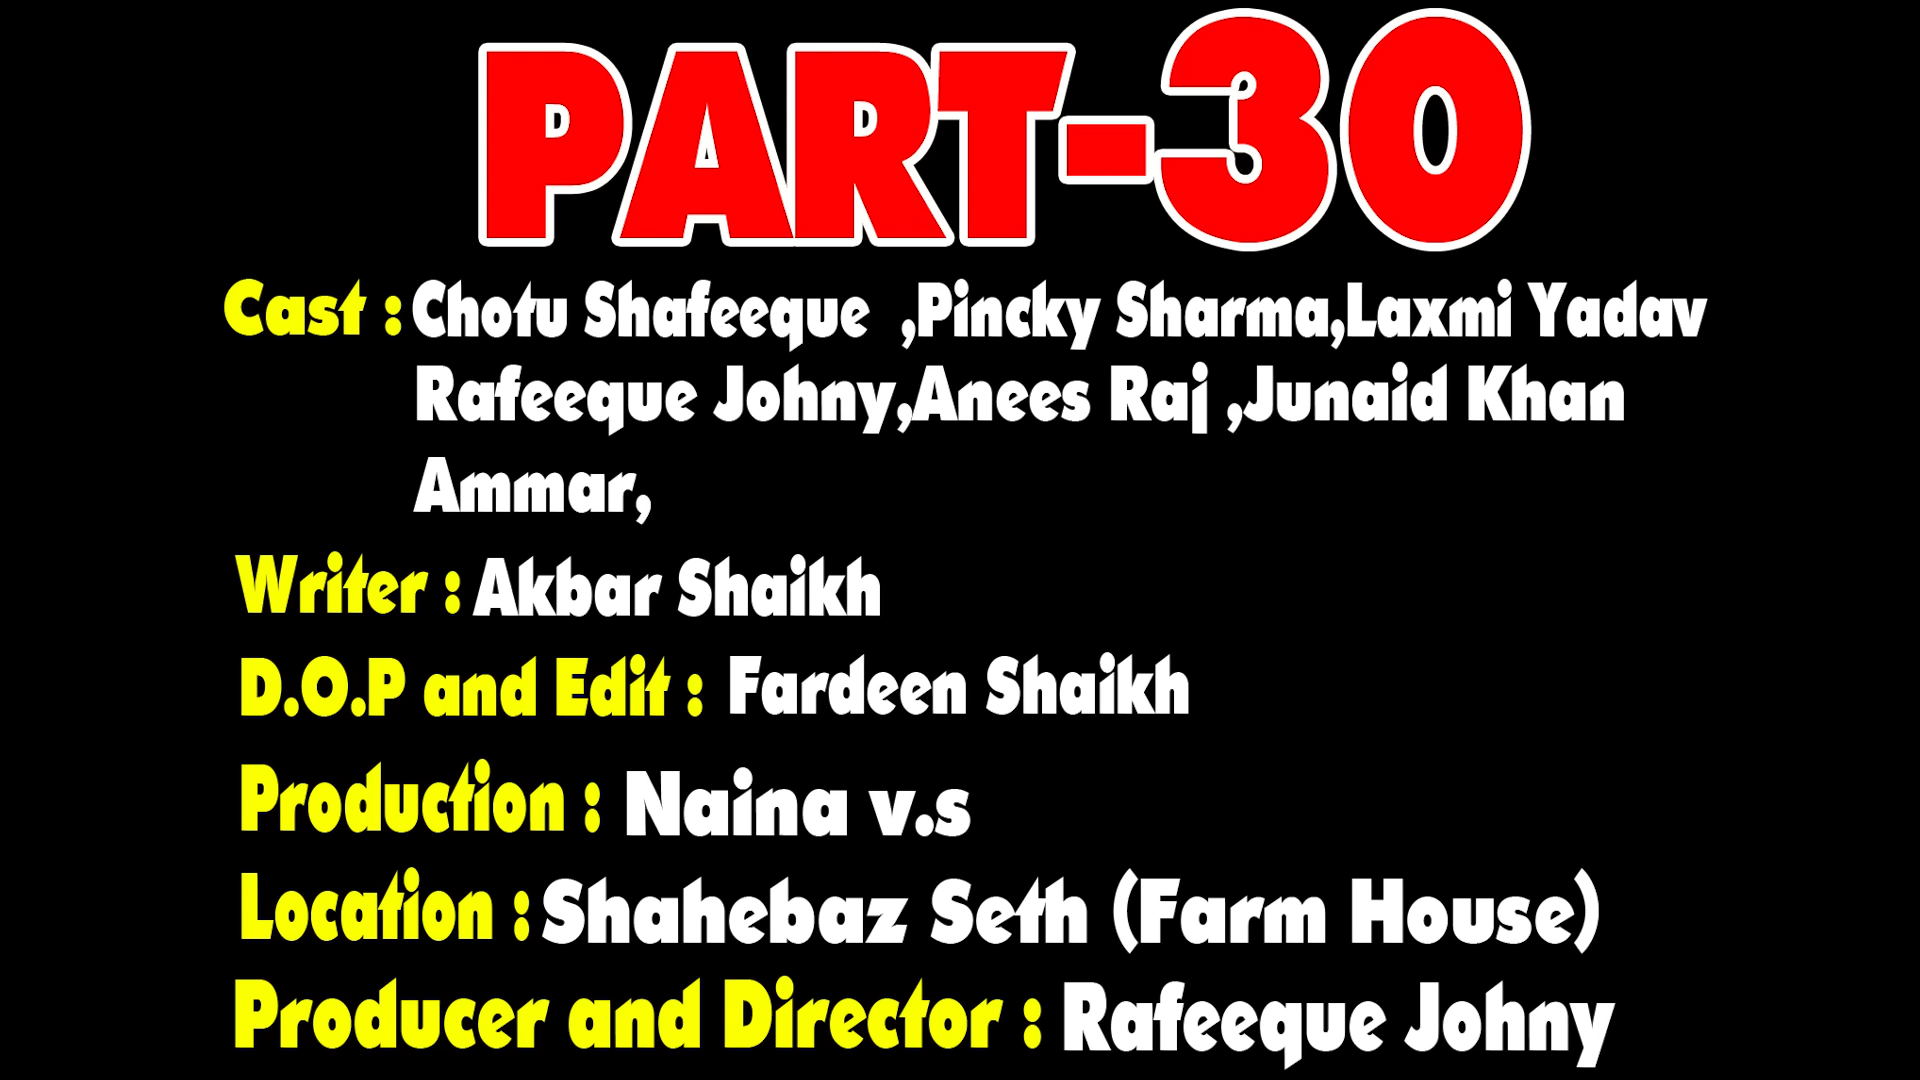 PART-30
Cast : Chotu Shafeeque ,Pincky Sharma,Laxmi Yadav
Rafeeque Johny,Anees Raj ,Junaid Khan
Ammar,
Writer : Akbar Shaikh
D.O.P and Edit : Fardeen Shaikh
Production : Naina v.s
Location : Shahebaz Seth (Farm House)
Producer and Director : Rafeeque Johny